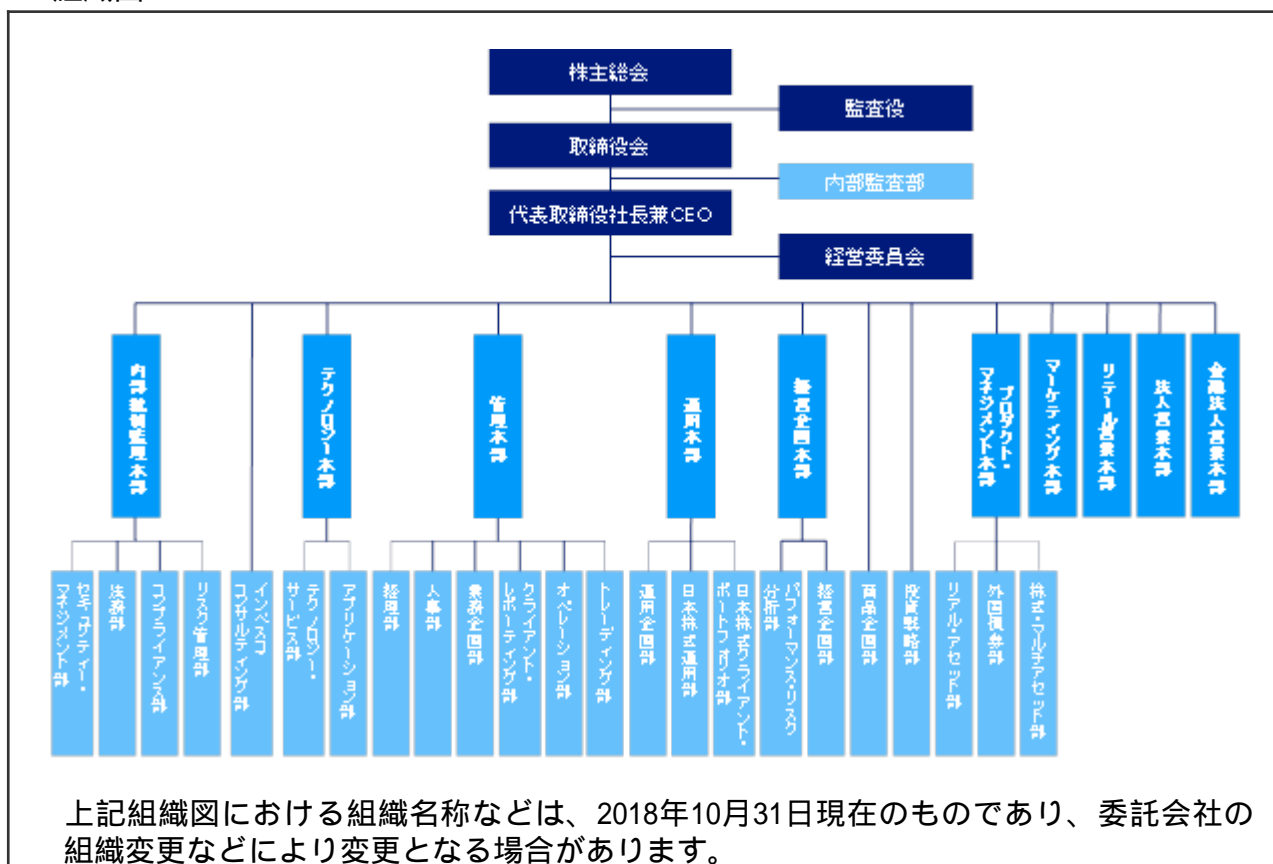 株主総会
監査役
取締役会
内部監査部
代表取締役社長兼CEO
経営委員会
内部統制監理本部
テクノロジー本部
管理本部
運用本部
経営企画本部
プロダクト・
マネジメント本部
マーケティング本部
リテール営業本部
法人営業本部
金融法人営業本部
セキュリティー・
マネジメント部
法務部
コンプライアンス部
リスク管理部
インベスコ
コンサルティング部
テクノロジー・
サービス部
アプリケーション部
経理部
人事部
業務企画部
クライアント・
レポーティング部
オペレーション部
トレーディング部
運用企画部
日本株式運用部
日本株式クライアント・
ポートフォリオ部
パフォーマンス・リスク
分析部
経営企画部
商品企画部
投資戦略部
リアル・アセット部
外国債券部
株式・マルチアセット部
上記組織図における組織名称などは、2018年10月31日現在のものであり、委託会社の
組織変更などにより変更となる場合があります。